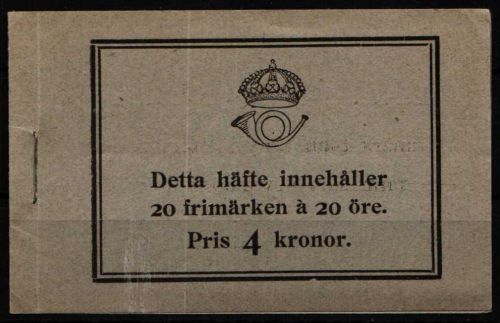 Detta häfte innehåller
20 frimärken à 20 öre.
Pris 4 kronor.